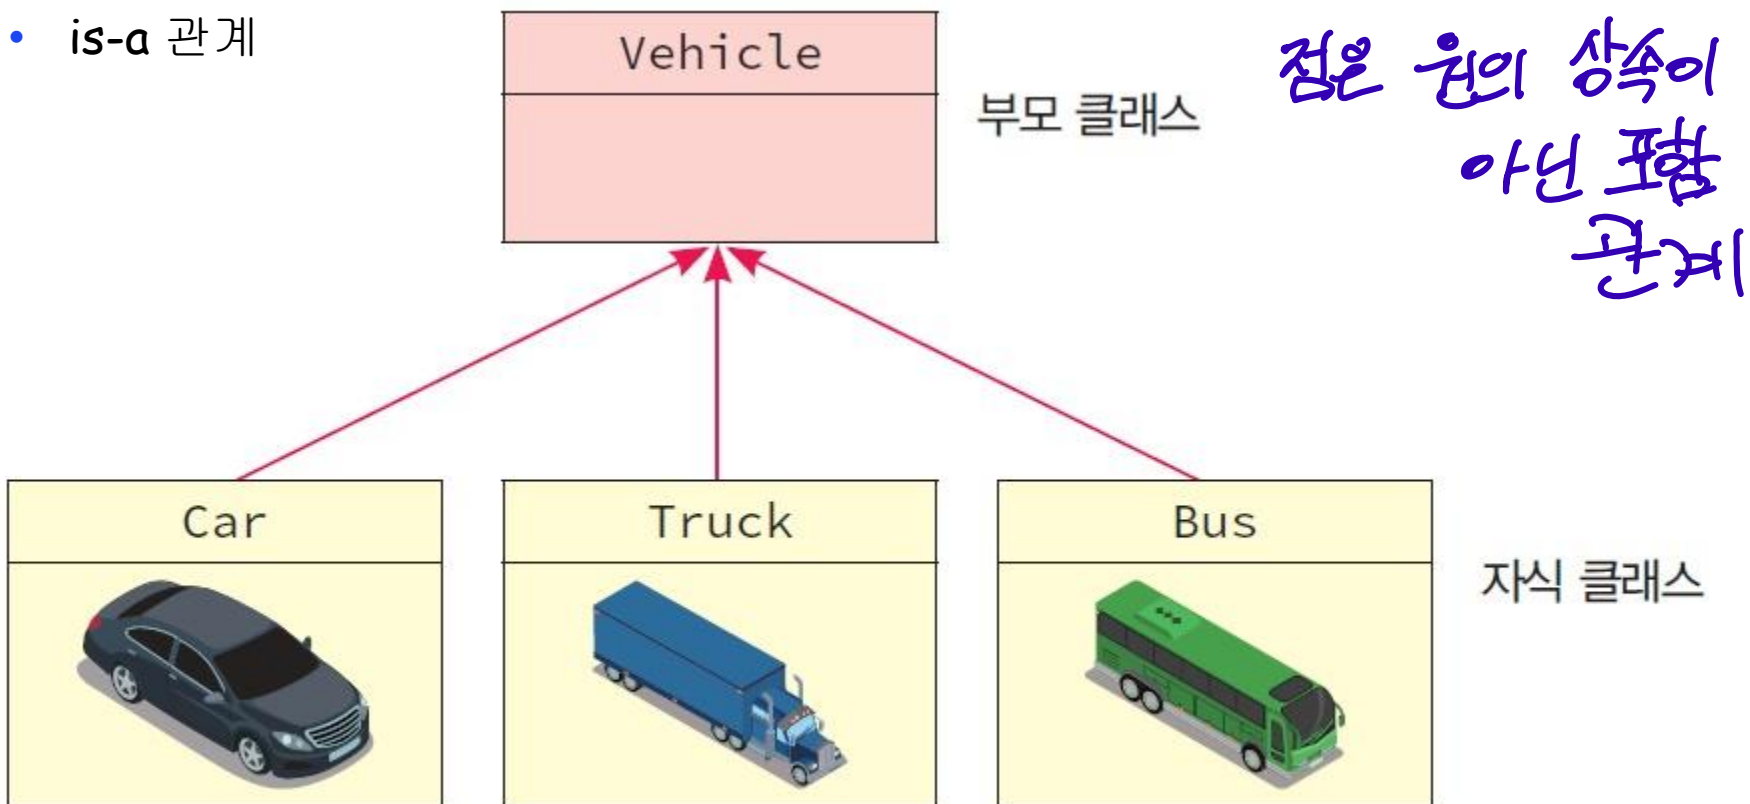 • is-a 관계
Vehicle
부모 클래스
점은 원의 상속이
아닌 포함
관계
Car
Truck
Bus
자식 클래스